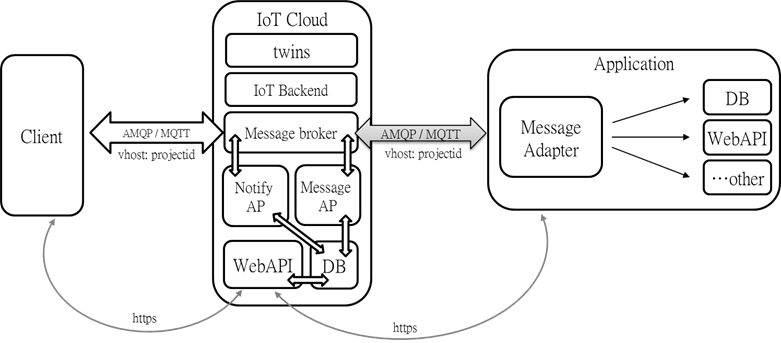 IoT Cloud
twins
IoT Backend
Message broker
Notify
AP
Message
AP
WebAPI
DB
Client
AMQP / MQTT
vhost: projectid
AMQP / MQTT
vhost: projectid
Application
Message
Adapter
DB
WebAPI
…other
https
https